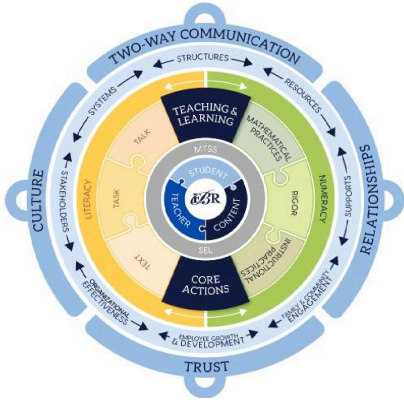 TWO-WAY COMMUNICATION
STRUCTURES
SYSTEMS
RESOURCES
TEACHING &
LEARNING
TALK
MATHEMATICAL
PRACTICES
MTSS
STUDENT
CULTURE
STAKEHOLDERS
LITERACY
TASK
TEACHER
EBR
CONTENT
RIGOR
NUMERACY
SUPPORTS
RELATIONSHIPS
TEXT
SEL
INSTRUCTIONAL
PRACTICES
CORE
ACTIONS
ORGANIZATIONAL
EFFECTIVENESS
EMPLOYEE GROWTH
& DEVELOPMENT
FAMILY & COMMUNITY
ENGAGEMENT
TRUST